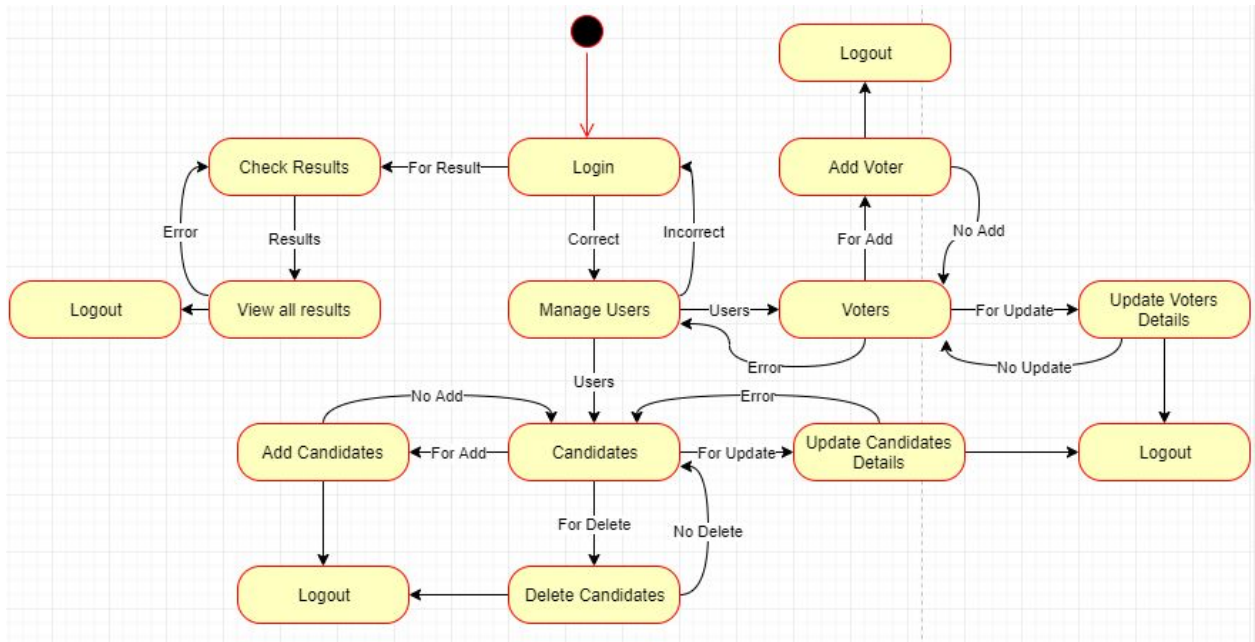 Logout
Check Results
For Result
Login
Add Voter
Error
Results
Correct
Incorrect
For Add
No Add
Logout
View all results
Manage Users
Users
Voters
For Update
Update Voters
Details
Error
No Update
Users
No Add
Error
Add Candidates
For Add
Candidates
For Update
Update Candidates
Details
Logout
For Delete
No Delete
Logout
Delete Candidates